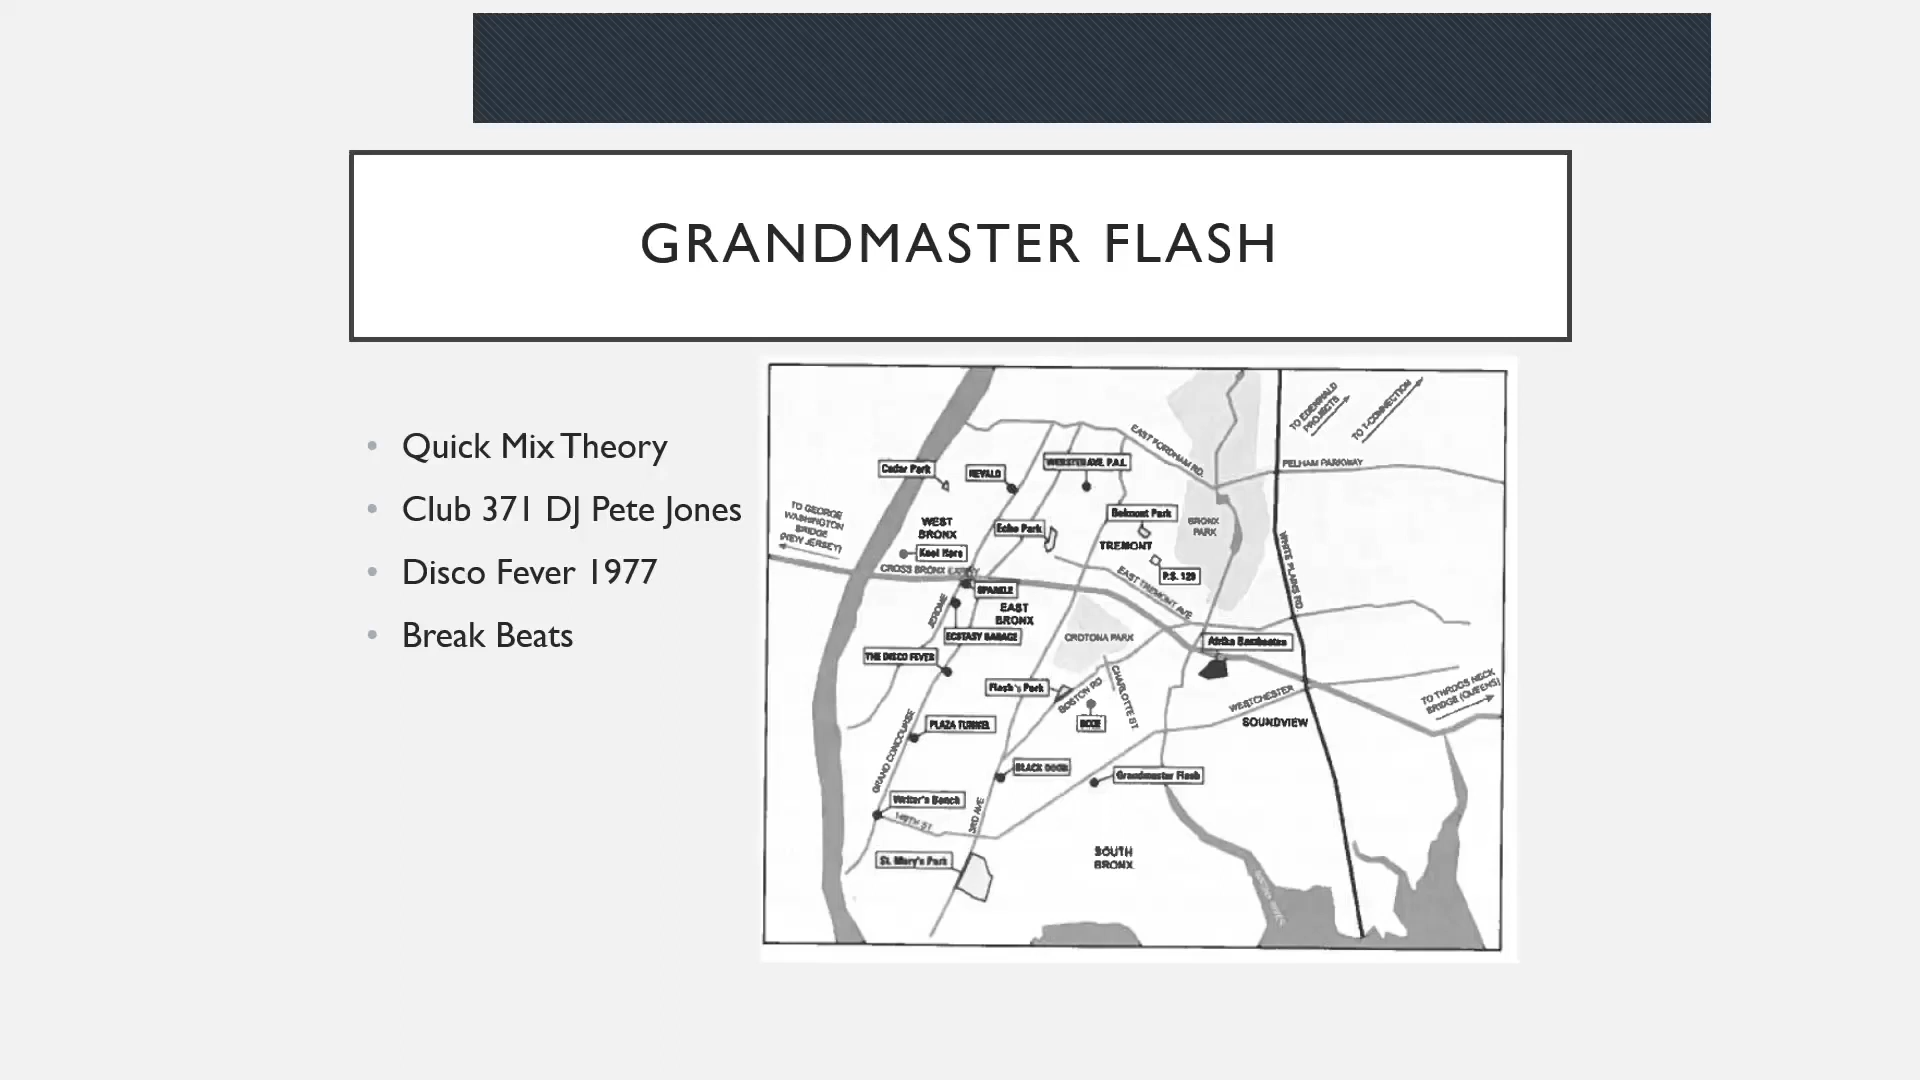 GRANDMASTER FLASH
• Quick Mix Theory
• Club 371 DJ Pete Jones
• Disco Fever 1977
• Break Beats
TO EDENWALD
PROJECTS
TO T-CONNECTION
EAST FORDHAM RD.
PELHAM PARKWAY
Cedar Park
HEVALO
WEBSTER AVE. P.A.L.
TO GEORGE
WASHINGTON
BRIDGE
(NEW JERSEY)
WEST
BRONX
Echo Park
Belmont Park
BRONX
PARK
TREMONT
Kool Herc
CROSS BRONX EXPWY
P.S. 129
WHITE PLAINS RD.
SPARKLE
EAST TREMONT AVE
JEROME
EAST
BRONX
ECSTASY GARAGE
CROTONA PARK
Afrika Bambaataa
THE DISCO FEVER
Flash's Park
BOSTON RD
CHARLOTTE ST.
WESTCHESTER
TO THROGS NECK
BRIDGE (QUEENS)
SOUNDVIEW
PLAZA TUNNEL
GRAND CONCOURSE
BLACK DOOR
Grandmaster Flash
Writer's Bench
149TH ST
3RD AVE
SOUTH
BRONX
St. Mary's Park